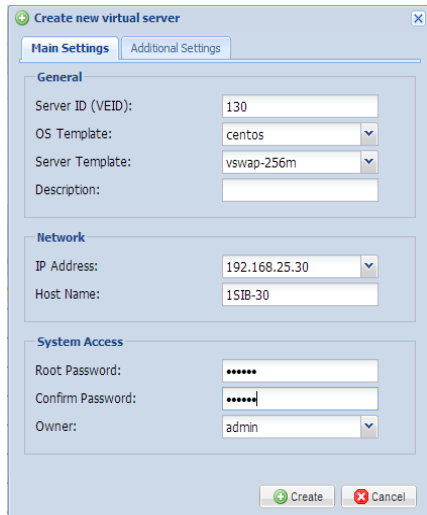 Create new virtual server
Main Settings Additional Settings
General
Server ID (VEID): 130
OS Template: centos
Server Template: vswap-256m
Description:
Network
IP Address: 192.168.25.30
Host Name: 1SIB-30
System Access
Root Password: ••••••
Confirm Password: ••••••
Owner: admin
Create Cancel